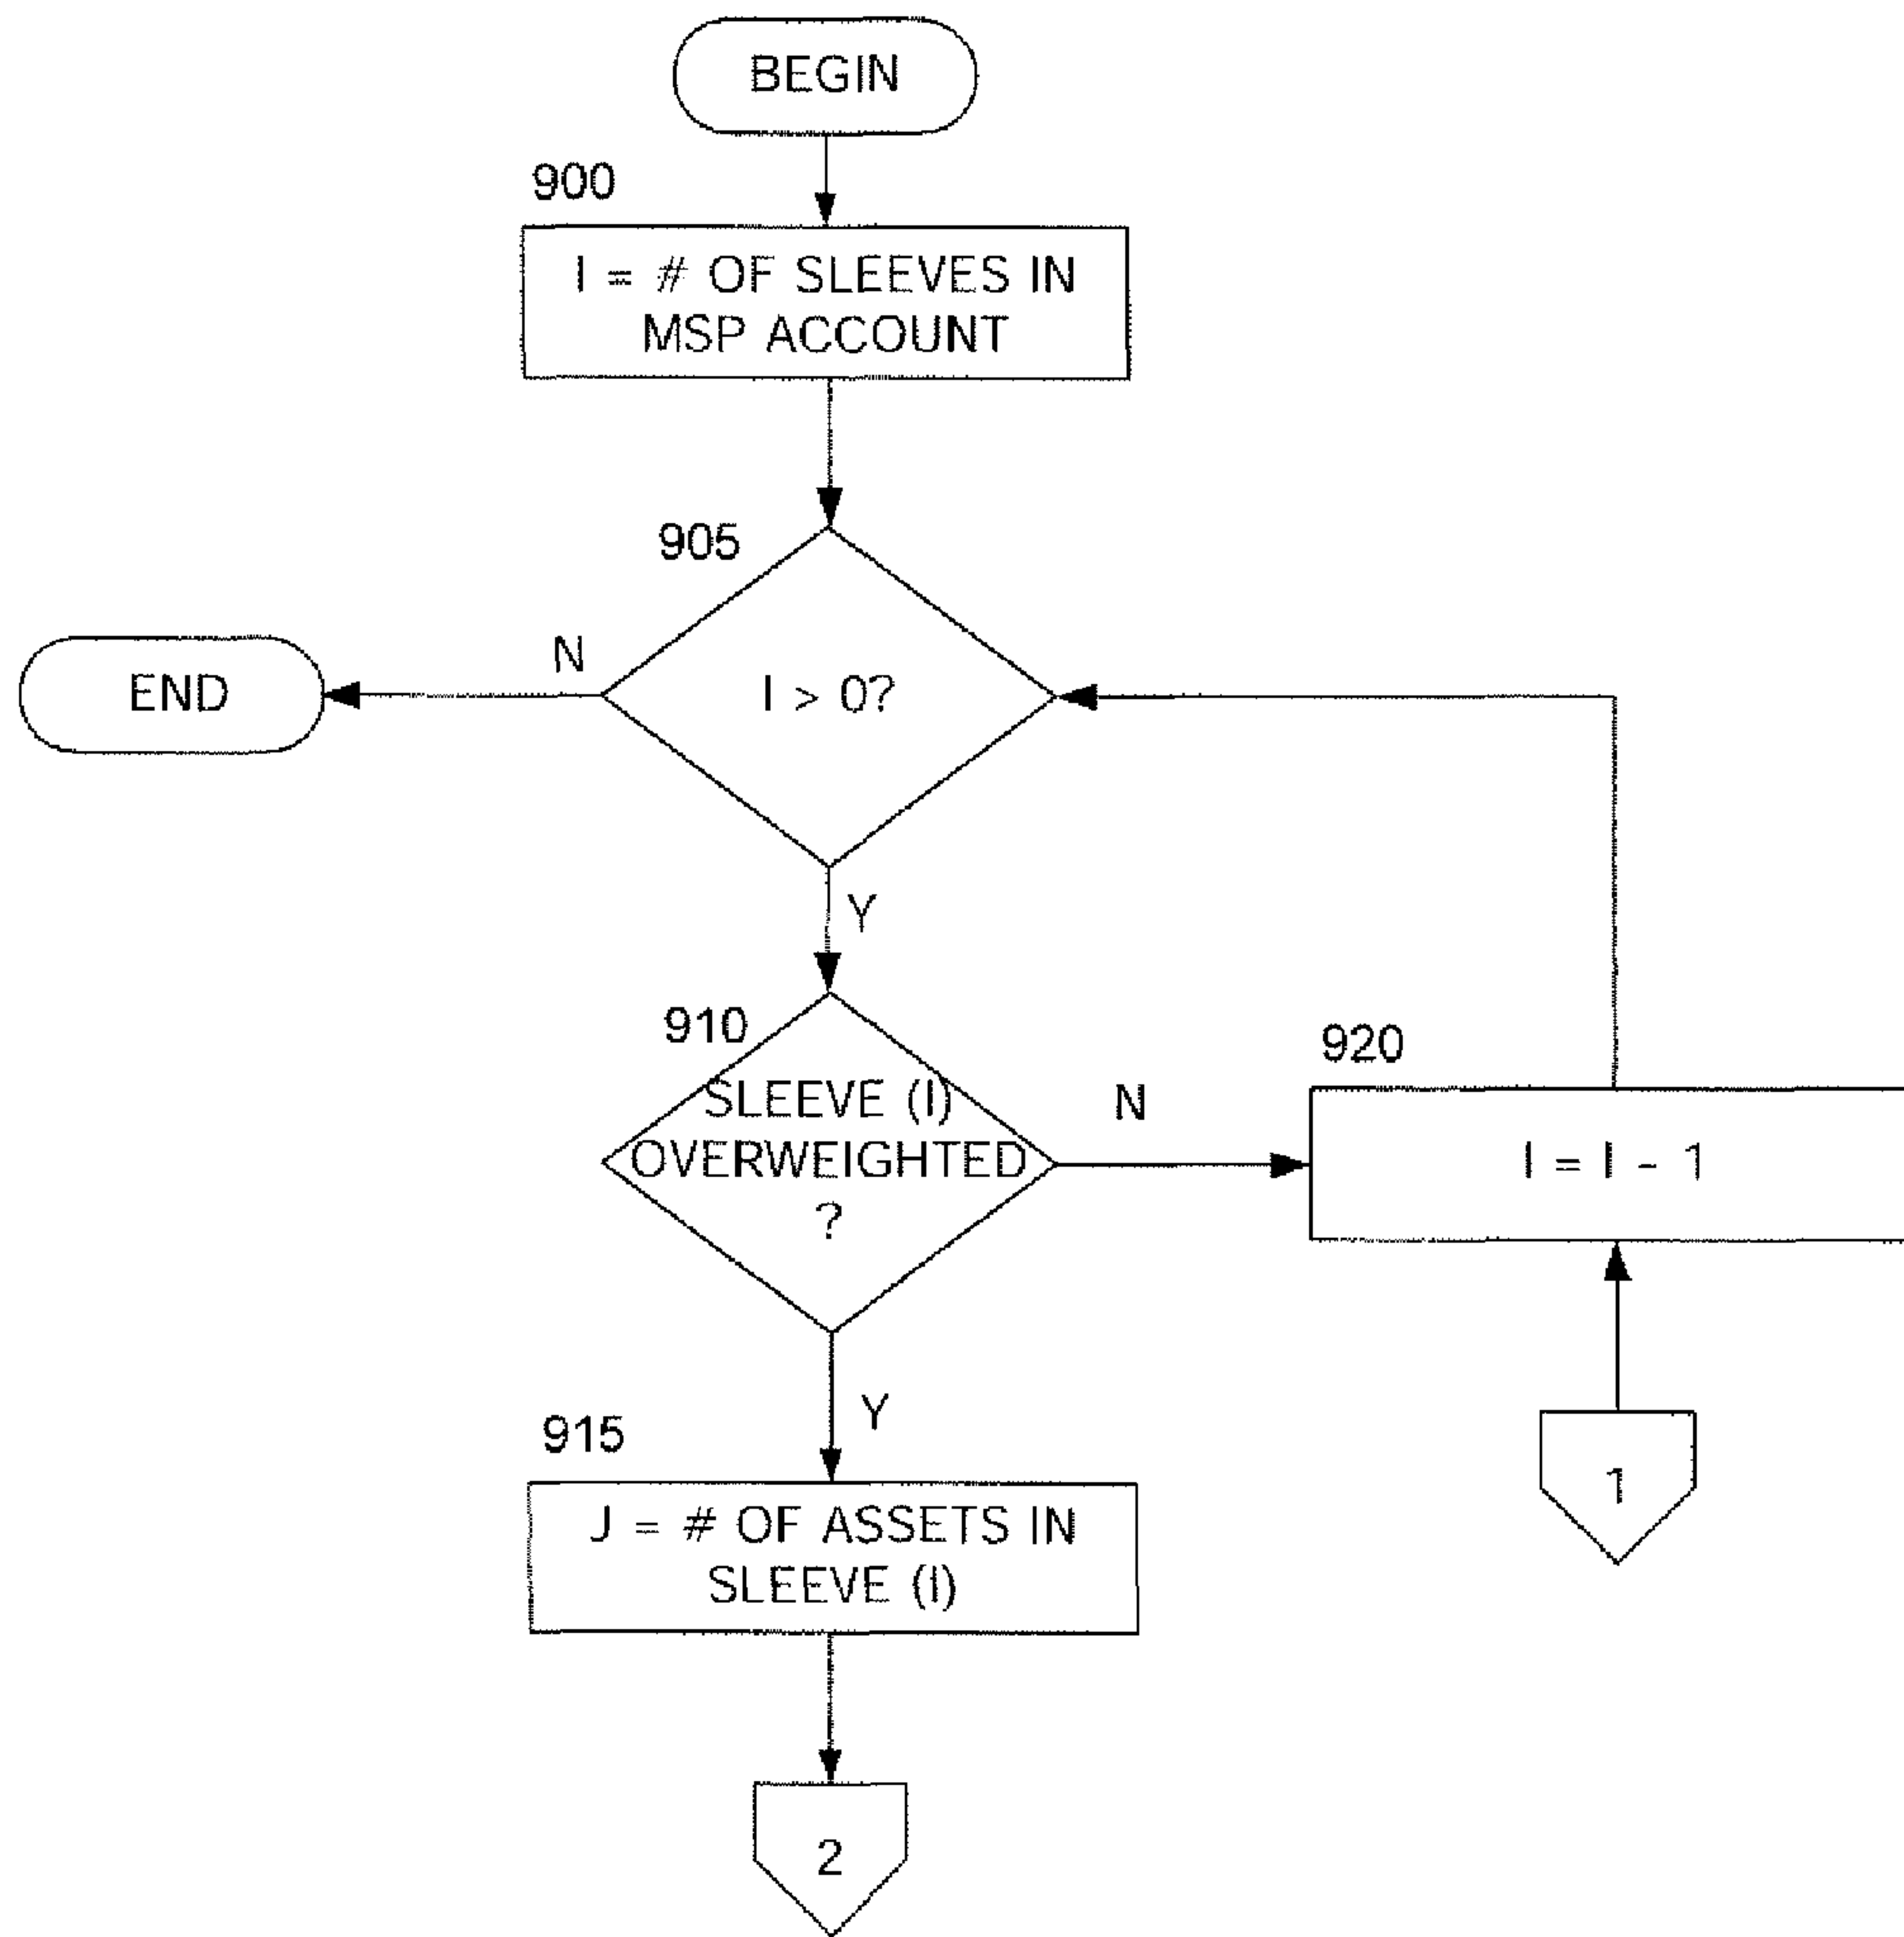 BEGIN
900
I = # OF SLEEVES IN
MSP ACCOUNT
905
I > 0?
N
END
Y
910
SLEEVE (I)
OVERWEIGHTED
?
N
920
I = I - 1
1
Y
915
J = # OF ASSETS IN
SLEEVE (I)
2